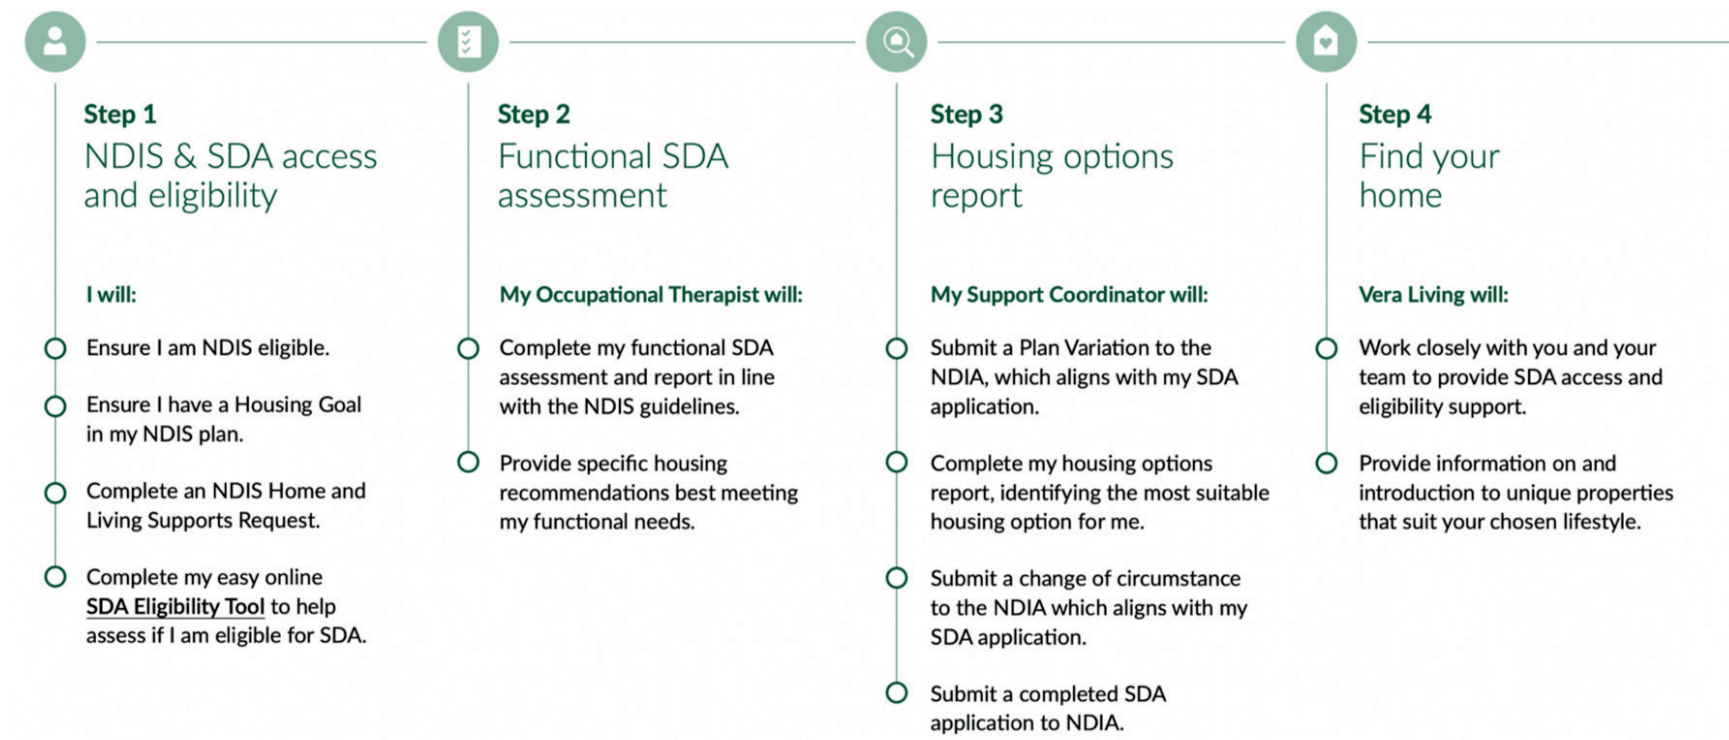 Step 1
NDIS & SDA access
and eligibility
I will:
Ensure I am NDIS eligible.
Ensure I have a Housing Goal
in my NDIS plan.
Complete an NDIS Home and
Living Supports Request.
Complete my easy online
SDA Eligibility Tool to help
assess if I am eligible for SDA.
Step 2
Functional SDA
assessment
My Occupational Therapist will:
Complete my functional SDA
assessment and report in line
with the NDIS guidelines.
Provide specific housing
recommendations best meeting
my functional needs.
Step 3
Housing options
report
My Support Coordinator will:
Submit a Plan Variation to the
NDIA, which aligns with my SDA
application.
Complete my housing options
report, identifying the most suitable
housing option for me.
Submit a change of circumstance
to the NDIA which aligns with my
SDA application.
Submit a completed SDA
application to NDIA.
Step 4
Find your
home
Vera Living will:
Work closely with you and your
team to provide SDA access and
eligibility support.
Provide information on and
introduction to unique properties
that suit your chosen lifestyle.